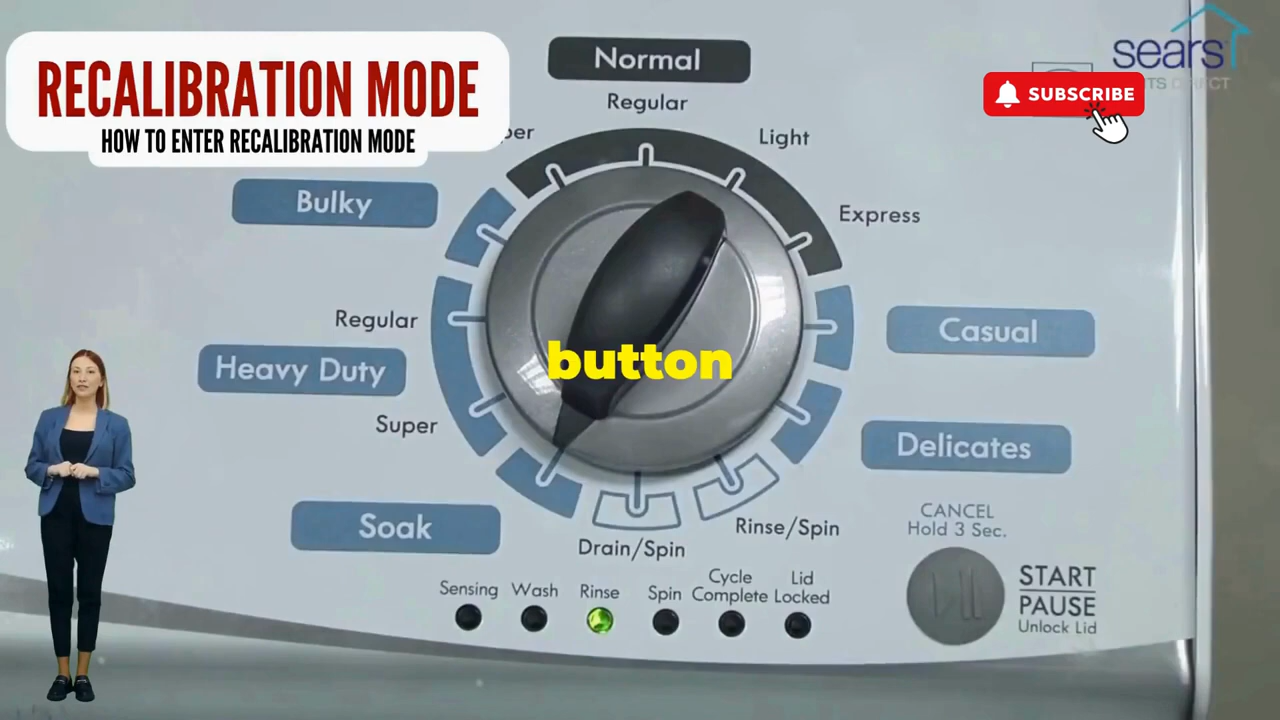 RECALIBRATION MODE
HOW TO ENTER RECALIBRATION MODE
sears
DIRECT
SUBSCRIBE
Normal
Regular
Light
Express
Bulky
Regular
Heavy Duty
Super
Casual
Delicates
button
Soak
Drain/Spin
Rinse/Spin
CANCEL
Hold 3 Sec.
Sensing
Wash
Rinse
Spin
Cycle
Complete
Lid
Locked
START
PAUSE
Unlock Lid